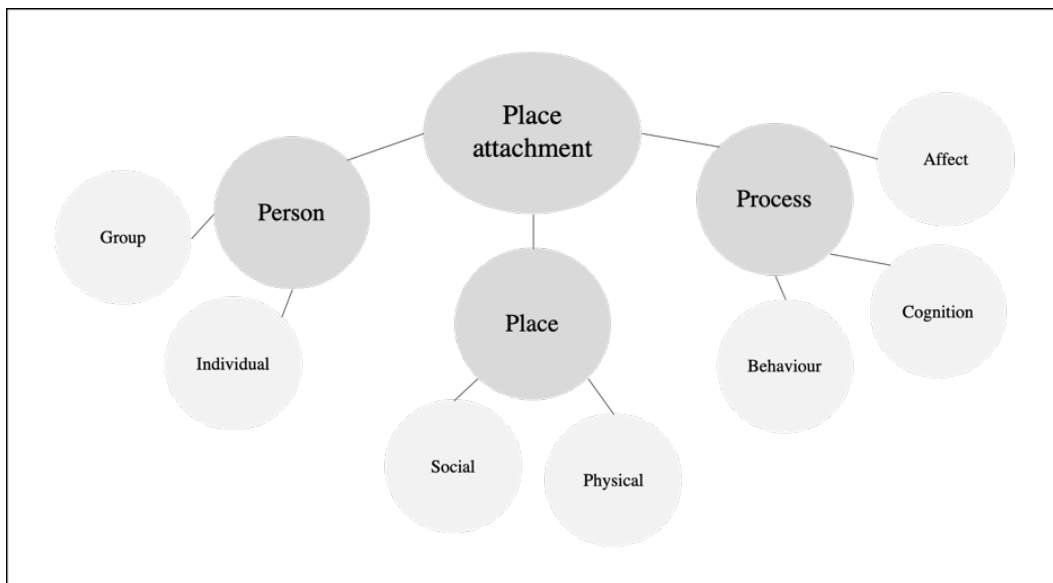 Place
attachment
Person
Group
Individual
Place
Social
Physical
Process
Affect
Cognition
Behaviour